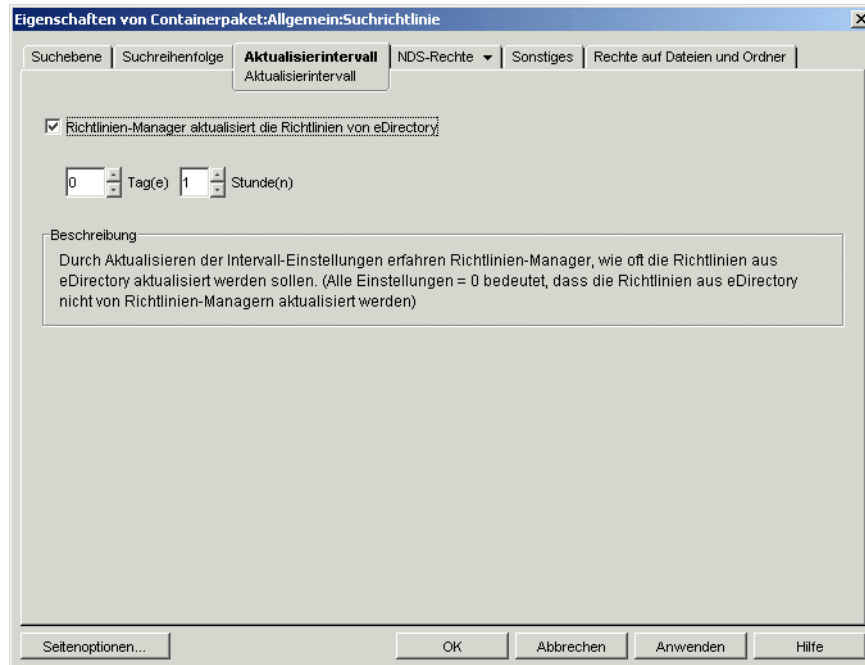 Eigenschaften von Containerpaket:Allgemein:Suchrichtlinie
Suchebene Suchreihenfolge Aktualisierintervall NDS-Rechte Sonstiges Rechte auf Dateien und Ordner
Aktualisierintervall
Richtlinien-Manager aktualisiert die Richtlinien von eDirectory
0 Tag(e) 1 Stunde(n)
Beschreibung
Durch Aktualisieren der Intervall-Einstellungen erfahren Richtlinien-Manager, wie oft die Richtlinien aus
eDirectory aktualisiert werden sollen. (Alle Einstellungen = 0 bedeutet, dass die Richtlinien aus eDirectory
nicht von Richtlinien-Managern aktualisiert werden)
Seitenoptionen... OK Abbrechen Anwenden Hilfe